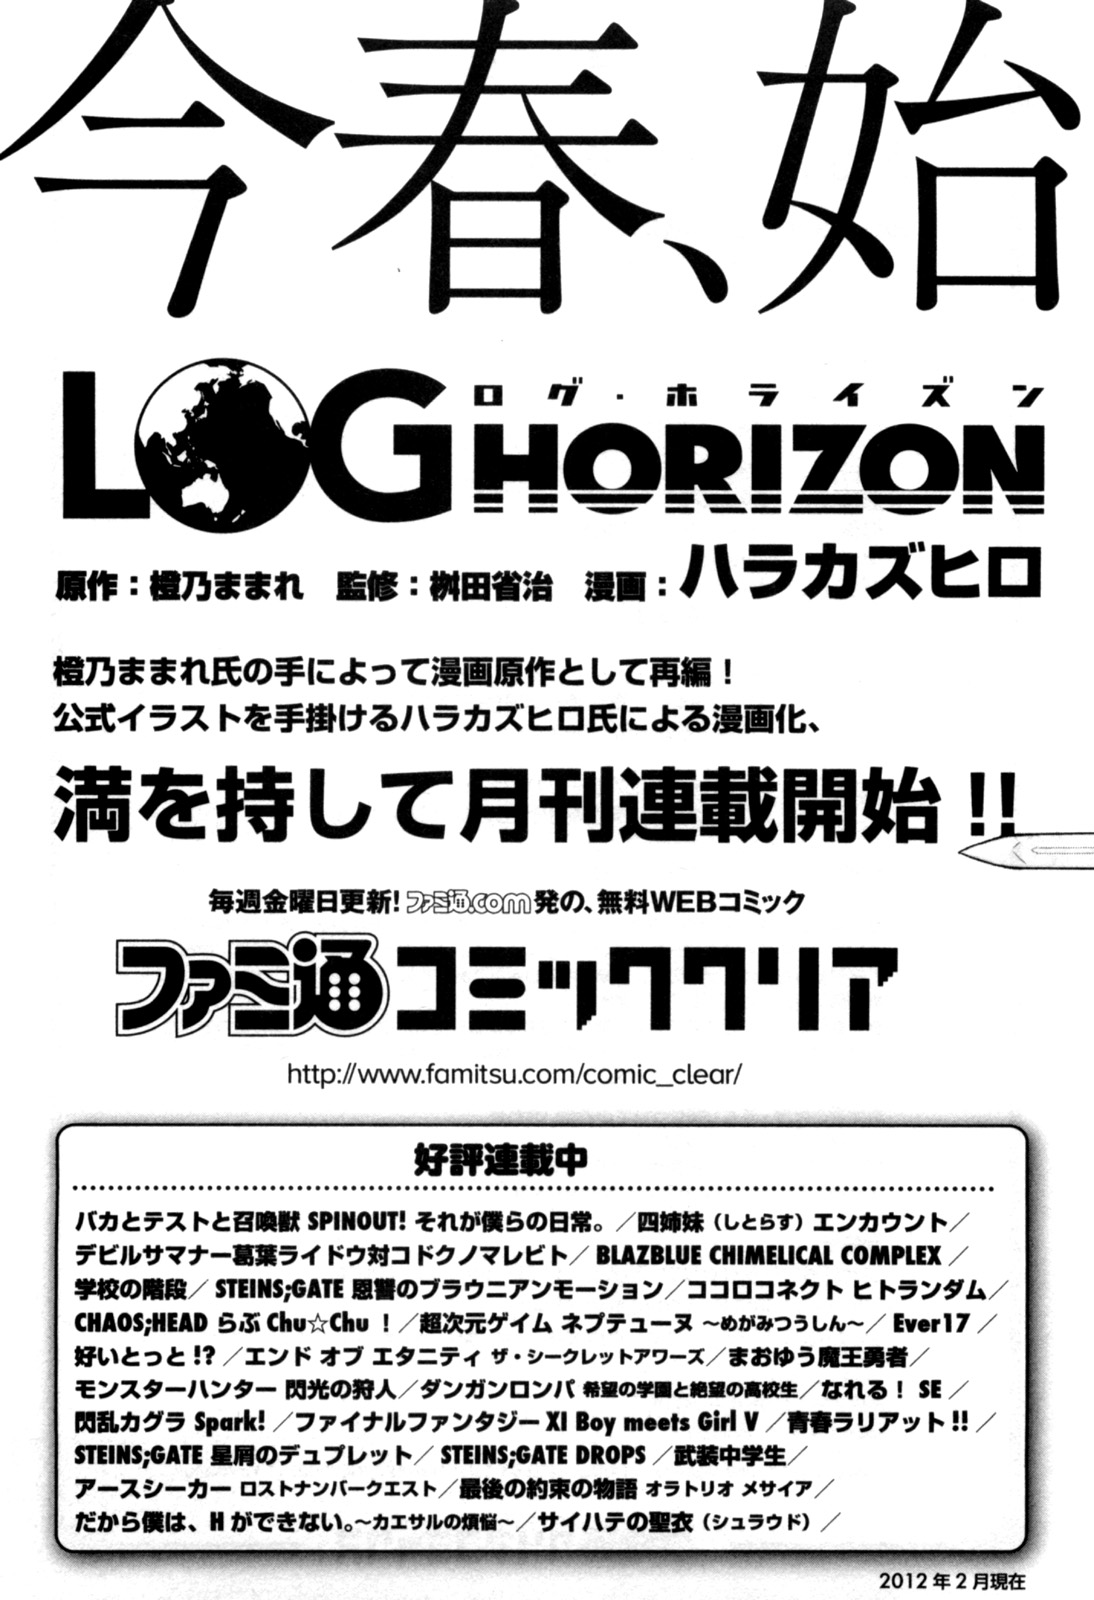 今春、始
LOG HORIZON
ログ・ホライズン
原作：橙乃ままれ　監修：桝田省治　漫画：ハラカズヒロ
橙乃ままれ氏の手によって漫画原作として再編！
公式イラストを手掛けるハラカズヒロ氏による漫画化、
満を持して月刊連載開始!!
毎週金曜日更新!ファミ通.com発の、無料WEBコミック
ファミ通コミッククリア
http://www.famitsu.com/comic_clear/
好評連載中
バカとテストと召喚獣 SPINOUT! それが僕らの日常。／四姉妹（しとらす）エンカウント／
デビルサマナー葛葉ライドウ対コドクノマレビト／ BLAZBLUE CHIMELICAL COMPLEX ／
学校の階段／ STEINS;GATE 恩讐のブラウニアンモーション／ココロコネクト ヒトランダム／
CHAOS;HEAD らぶ Chu☆Chu ！／超次元ゲイム ネプテューヌ ～めがみつうしん～／ Ever17 ／
好いとっと!?／エンド オブ エタニティ ザ・シークレットアワーズ／まおゆう魔王勇者／
モンスターハンター 閃光の狩人／ダンガンロンパ 希望の学園と絶望の高校生／なれる！ SE ／
閃乱カグラ Spark! ／ファイナルファンタジー XI Boy meets Girl V ／青春ラリアット!! ／
STEINS;GATE 星屑のデュプレット／ STEINS;GATE DROPS ／武装中学生／
アースシーカー ロストナンバークエスト／最後の約束の物語 オラトリオ メサイア／
だから僕は、Hができない。～カエサルの煩悩～／サイハテの聖衣（シュラウド）／
2012年2月現在